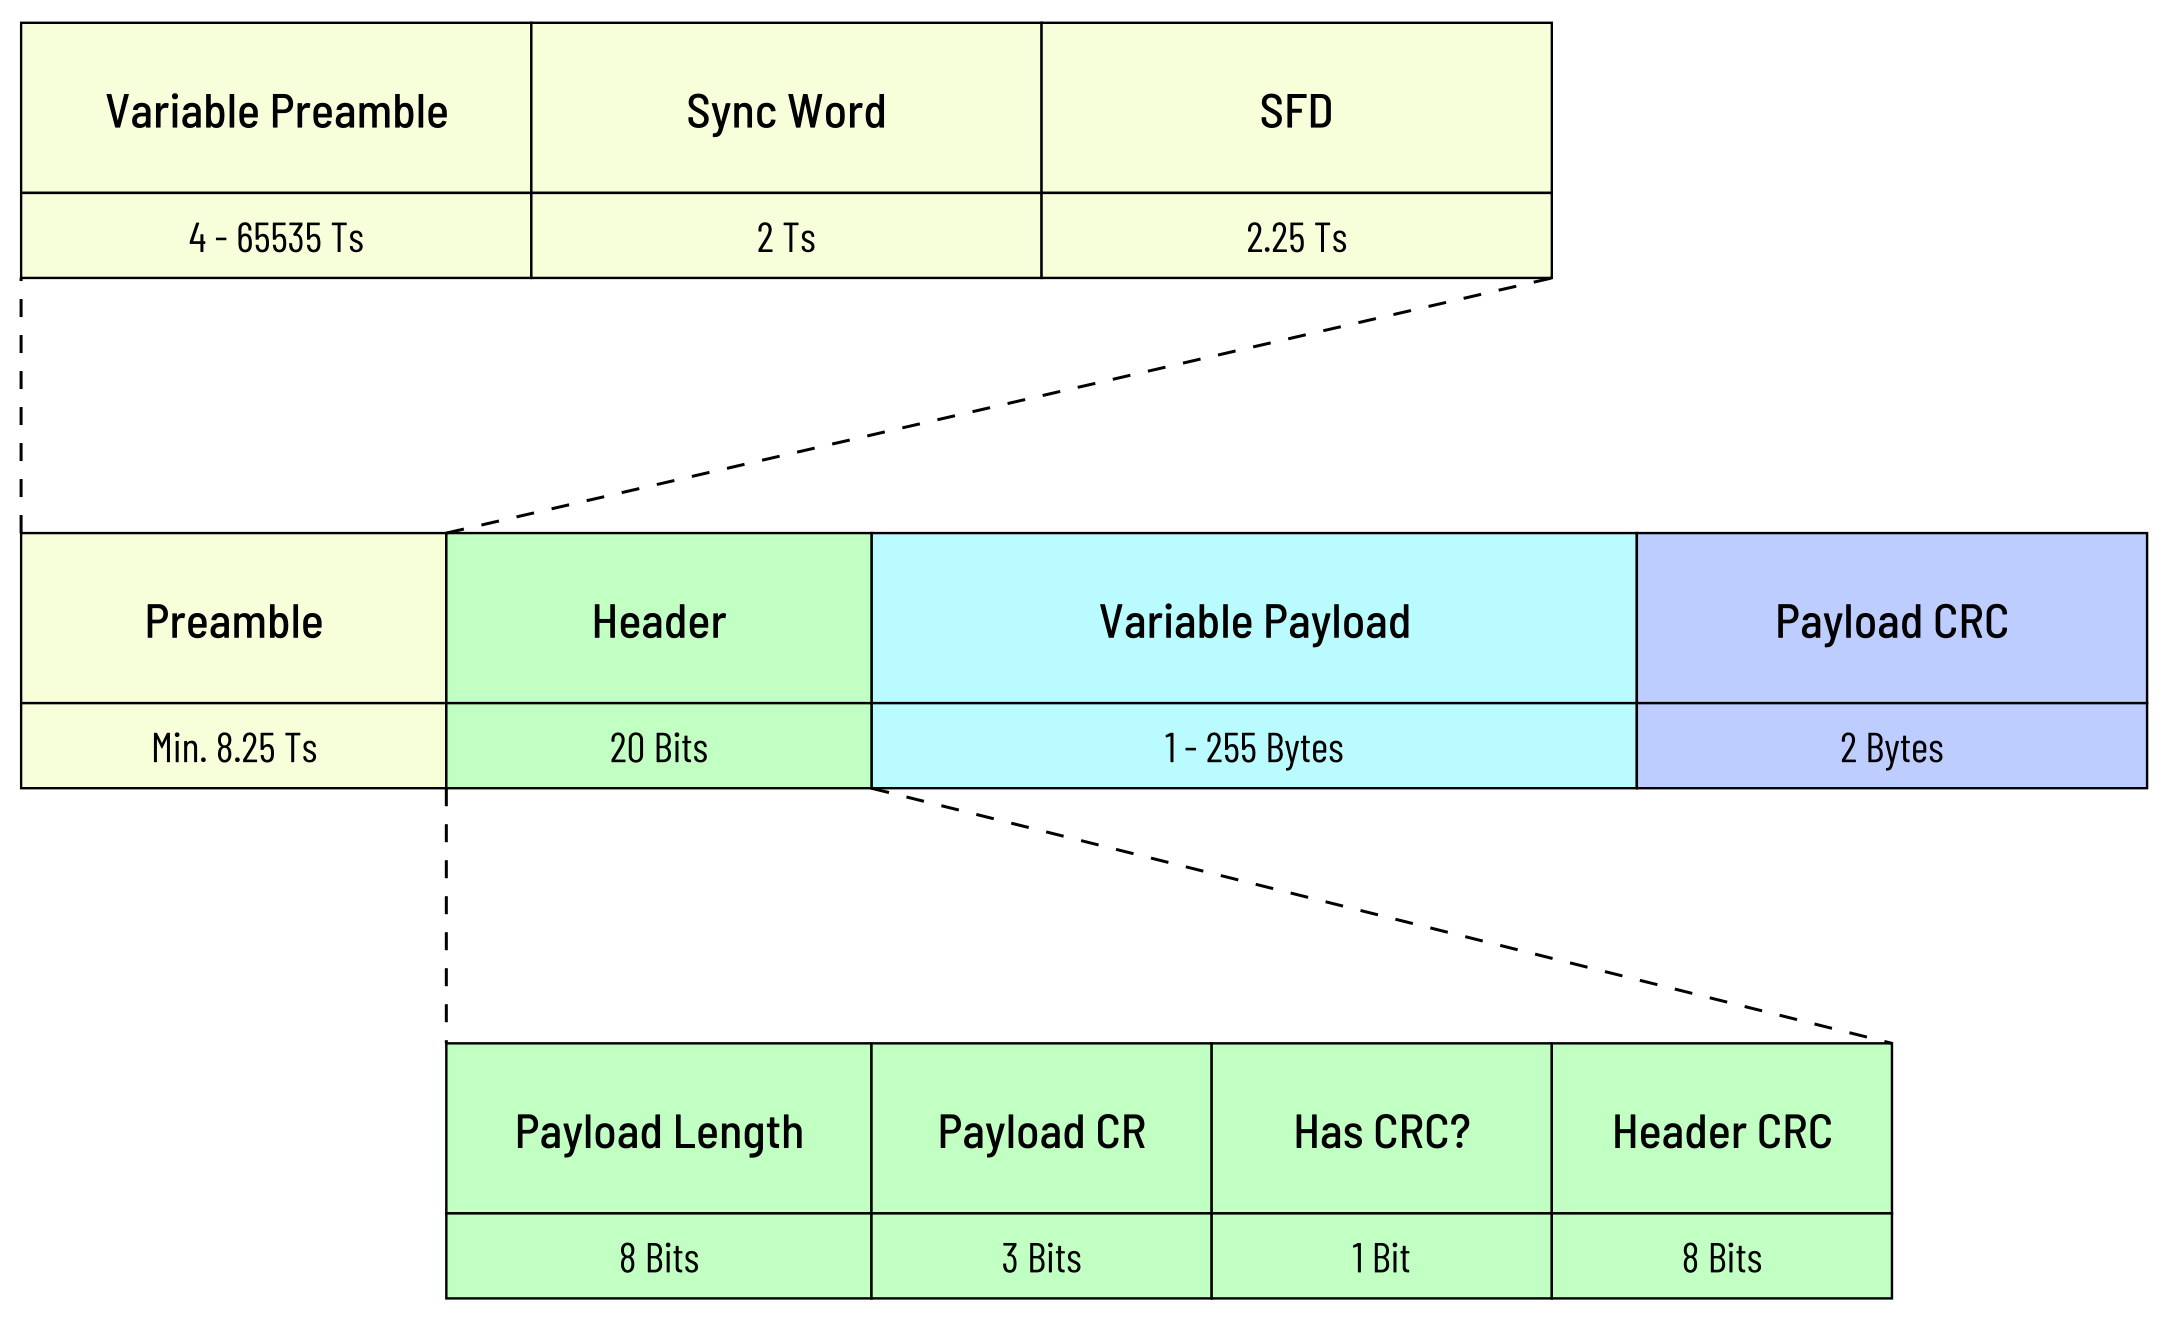 Variable Preamble
Sync Word
SFD
4 - 65535 Ts
2 Ts
2.25 Ts
Preamble
Header
Variable Payload
Payload CRC
Min. 8.25 Ts
20 Bits
1 - 255 Bytes
2 Bytes
Payload Length
Payload CR
Has CRC?
Header CRC
8 Bits
3 Bits
1 Bit
8 Bits